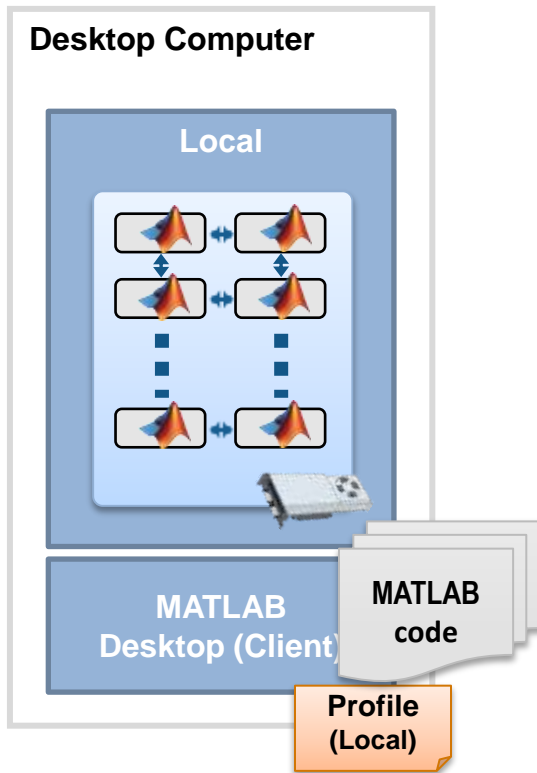 Desktop Computer
Local
MATLAB
Desktop (Client)
MATLAB
code
Profile
(Local)